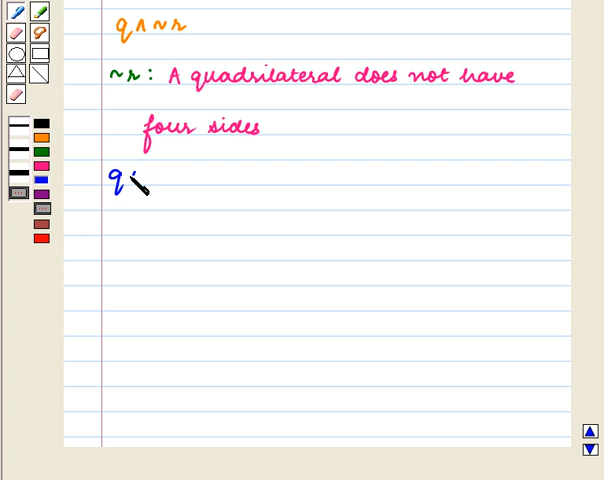 q ∧ ~r
~r : A quadrilateral does not have
four sides
q